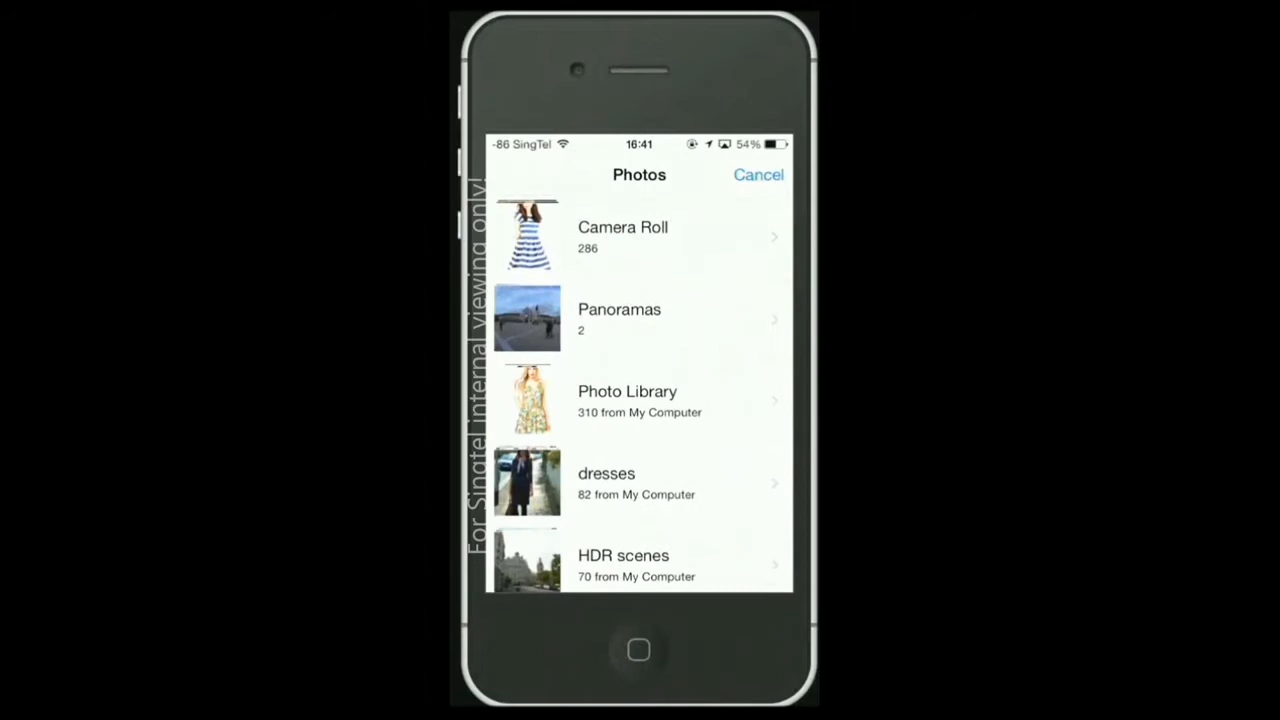 -86 SingTel 16:41 54%
Photos Cancel
Camera Roll
286
Panoramas
2
Photo Library
310 from My Computer
dresses
82 from My Computer
HDR scenes
70 from My Computer
For Singtel internal viewing only!